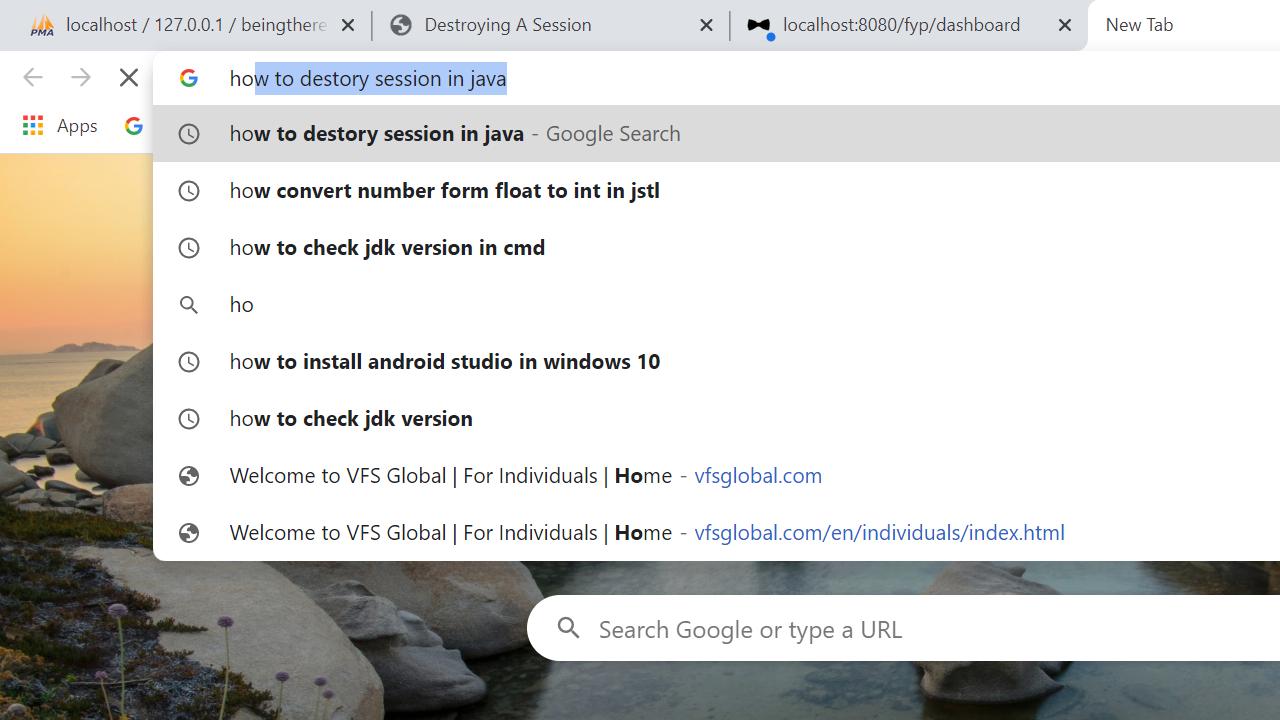 PMA localhost / 127.0.0.1 / beingthere Destroying A Session localhost:8080/fyp/dashboard New Tab
how to destory session in java
Apps
how to destory session in java - Google Search
how convert number form float to int in jstl
how to check jdk version in cmd
ho
how to install android studio in windows 10
how to check jdk version
Welcome to VFS Global | For Individuals | Home - vfsglobal.com
Welcome to VFS Global | For Individuals | Home - vfsglobal.com/en/individuals/index.html
Search Google or type a URL